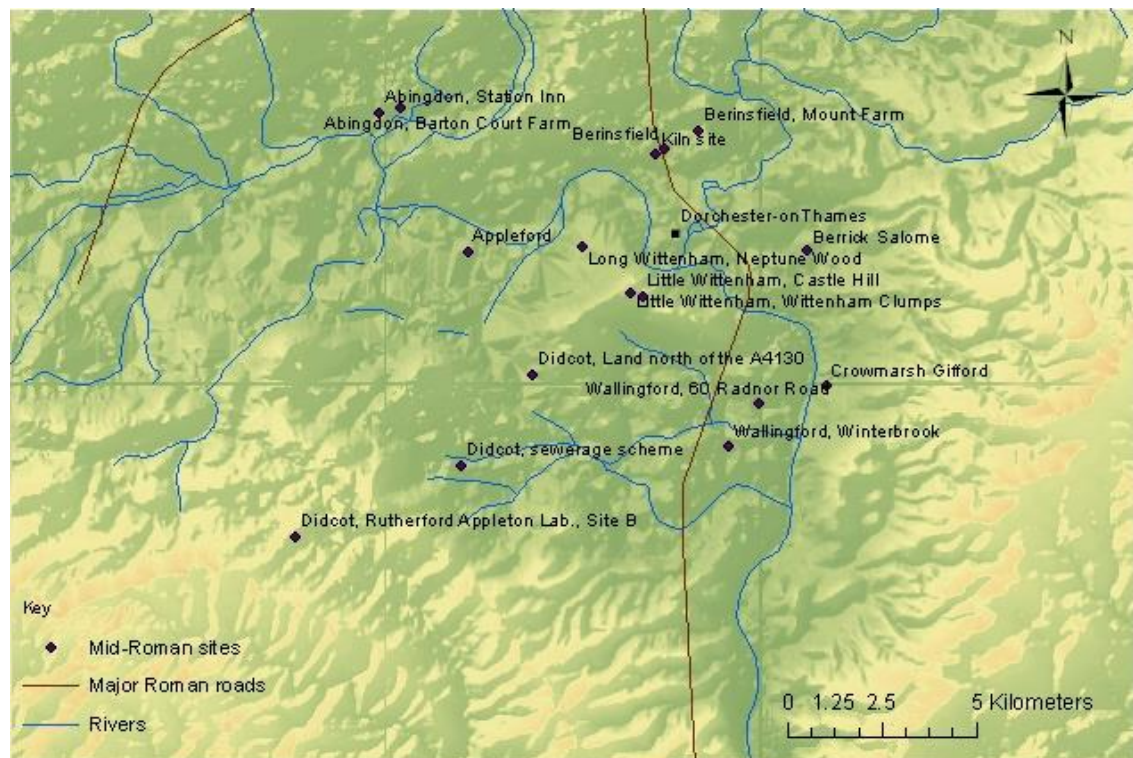 N
Abingdon, Station Inn
Abingdon, Barton Court Farm
Berinsfield, Mount Farm
Berinsfield
Kiln site
Dorchester-onThames
Appleford
Berrick Salome
Long Wittenham, Neptune Wood
Little Wittenham, Castle Hill
Little Wittenham, Wittenham Clumps
Didcot, Land north of the A4130
Crowmarsh Gifford
Wallingford, 60 Radnor Road
Wallingford, Winterbrook
Didcot, sewerage scheme
Didcot, Rutherford Appleton Lab., Site B
Key
Mid-Roman sites
Major Roman roads
Rivers
0 1.25 2.5 5 Kilometers